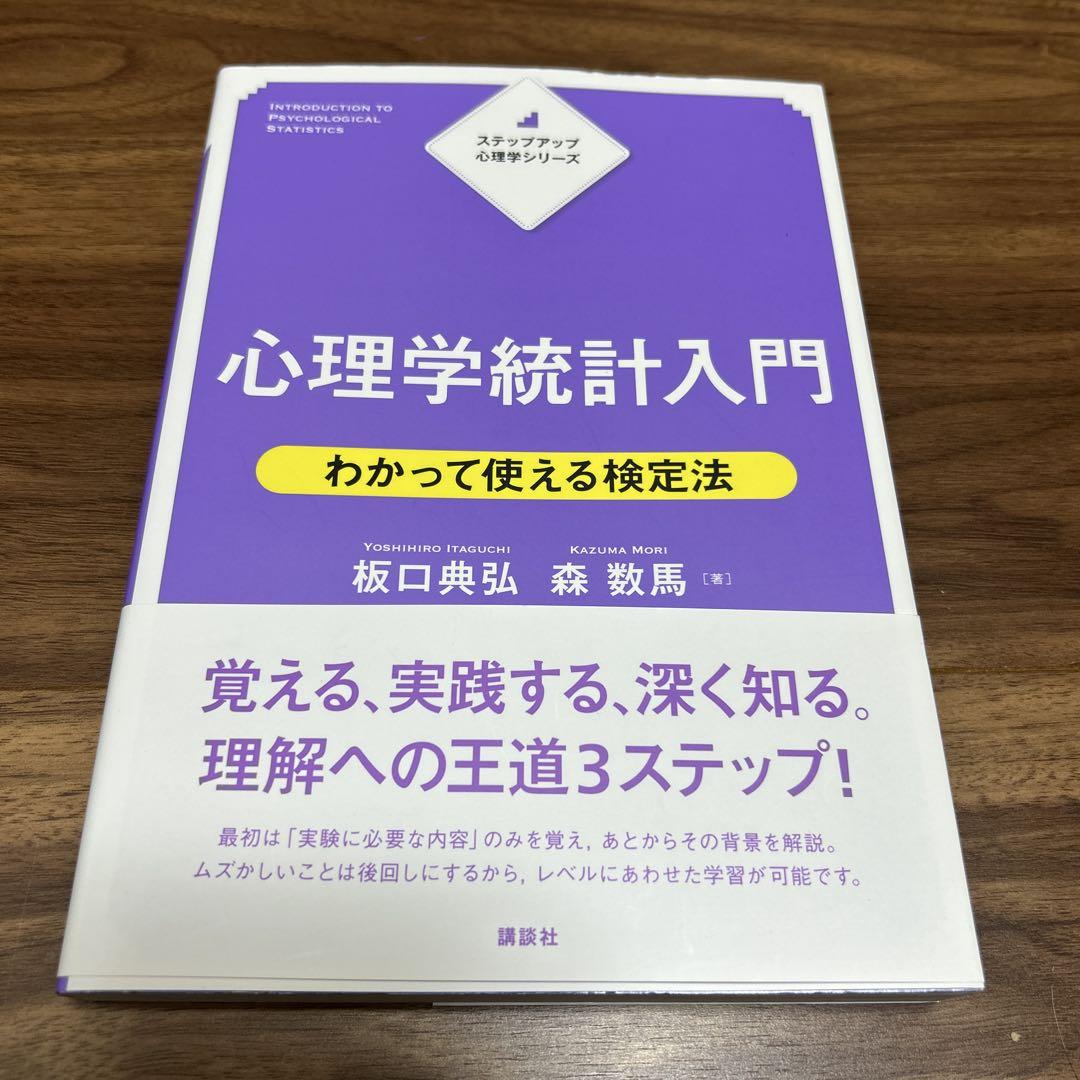 INTRODUCTION TO
PSYCHOLOGICAL
STATISTICS
ステップアップ
心理学シリーズ
心理学統計入門
わかって使える検定法
YOSHIHIRO ITAGUCHI KAZUMA MORI
板口典弘 森 数馬 [著]
覚える、実践する、深く知る。
理解への王道3ステップ!
最初は「実験に必要な内容」のみを覚え, あとからその背景を解説。
ムズかしいことは後回しにするから, レベルにあわせた学習が可能です。
講談社